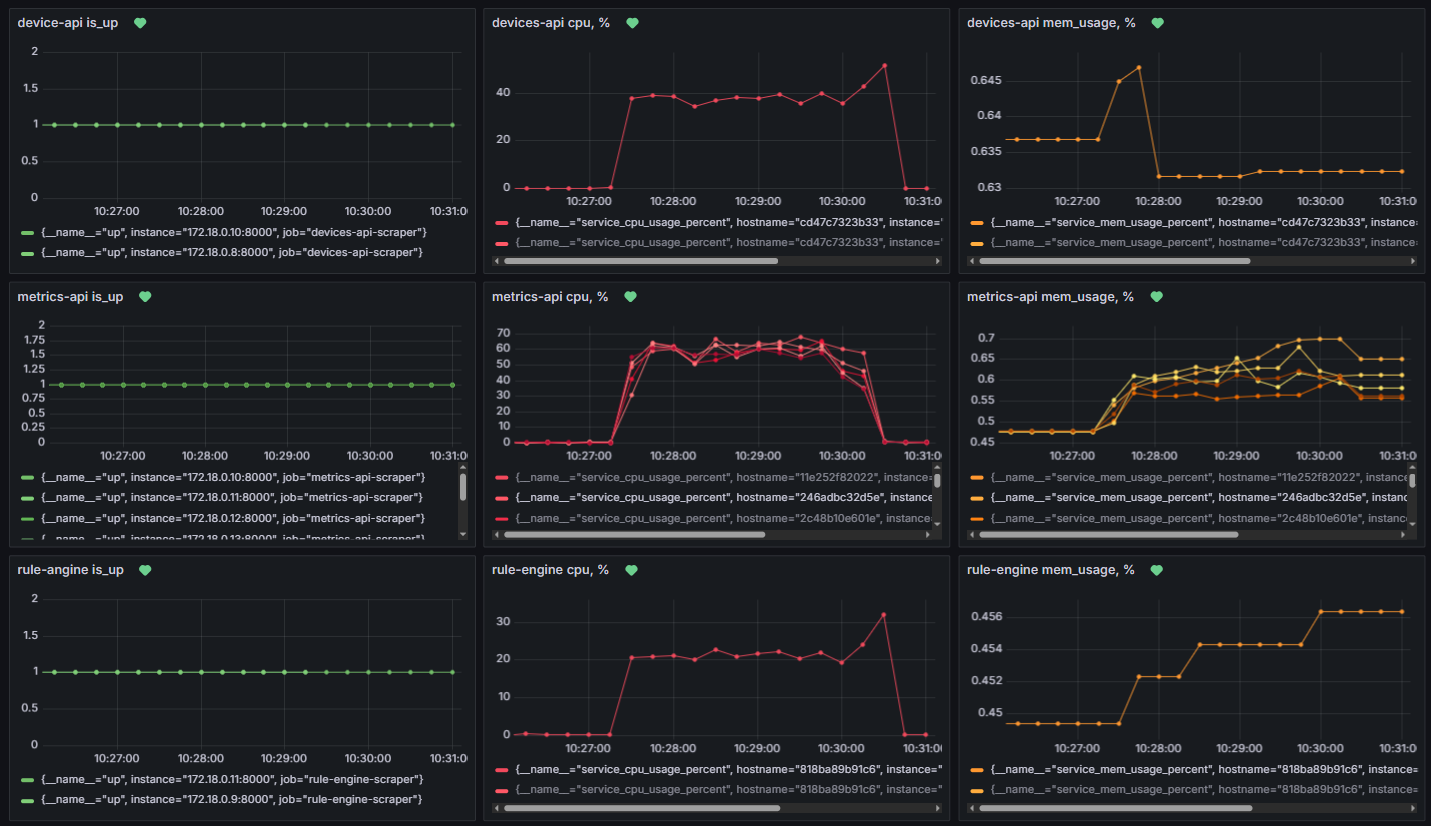 device-api is_up
2
1.5
1
0.5
0
10:27:00 10:28:00 10:29:00 10:30:00 10:31:0
{__name__="up", instance="172.18.0.10:8000", job="devices-api-scraper"}
{__name__="up", instance="172.18.0.8:8000", job="devices-api-scraper"}
devices-api cpu, %
40
20
0
10:27:00 10:28:00 10:29:00 10:30:00 10:31:0
{__name__="service_cpu_usage_percent", hostname="cd47c7323b33", instance="
{__name__="service_cpu_usage_percent", hostname="cd47c7323b33", instance="
devices-api mem_usage, %
0.645
0.64
0.635
0.63
10:27:00 10:28:00 10:29:00 10:30:00 10:31:0
{__name__="service_mem_usage_percent", hostname="cd47c7323b33", instance=
{__name__="service_mem_usage_percent", hostname="cd47c7323b33", instance=
metrics-api is_up
2
1.75
1.5
1.25
1
0.75
0.5
0.25
0
10:27:00 10:28:00 10:29:00 10:30:00 10:31:0
{__name__="up", instance="172.18.0.10:8000", job="metrics-api-scraper"}
{__name__="up", instance="172.18.0.11:8000", job="metrics-api-scraper"}
{__name__="up", instance="172.18.0.12:8000", job="metrics-api-scraper"}
{__name__="up", instance="172.18.0.13:8000", job="metrics-api-scraper"}
metrics-api cpu, %
70
60
50
40
30
20
10
0
10:27:00 10:28:00 10:29:00 10:30:00 10:31:0
{__name__="service_cpu_usage_percent", hostname="11e252f82022", instance
{__name__="service_cpu_usage_percent", hostname="246adbc32d5e", instance
{__name__="service_cpu_usage_percent", hostname="2c48b10e601e", instance
metrics-api mem_usage, %
0.7
0.65
0.6
0.55
0.5
0.45
10:27:00 10:28:00 10:29:00 10:30:00 10:31:0
{__name__="service_mem_usage_percent", hostname="11e252f82022", instanc
{__name__="service_mem_usage_percent", hostname="246adbc32d5e", instanc
{__name__="service_mem_usage_percent", hostname="2c48b10e601e", instanc
rule-angine is_up
2
1.5
1
0.5
0
10:27:00 10:28:00 10:29:00 10:30:00 10:31:0
{__name__="up", instance="172.18.0.11:8000", job="rule-engine-scraper"}
{__name__="up", instance="172.18.0.9:8000", job="rule-engine-scraper"}
rule-engine cpu, %
30
20
10
0
10:27:00 10:28:00 10:29:00 10:30:00 10:31:0
{__name__="service_cpu_usage_percent", hostname="818ba89b91c6", instance="
{__name__="service_cpu_usage_percent", hostname="818ba89b91c6", instance="
rule-engine mem_usage, %
0.456
0.454
0.452
0.45
10:27:00 10:28:00 10:29:00 10:30:00 10:31:0
{__name__="service_mem_usage_percent", hostname="818ba89b91c6", instance=
{__name__="service_mem_usage_percent", hostname="818ba89b91c6", instance=